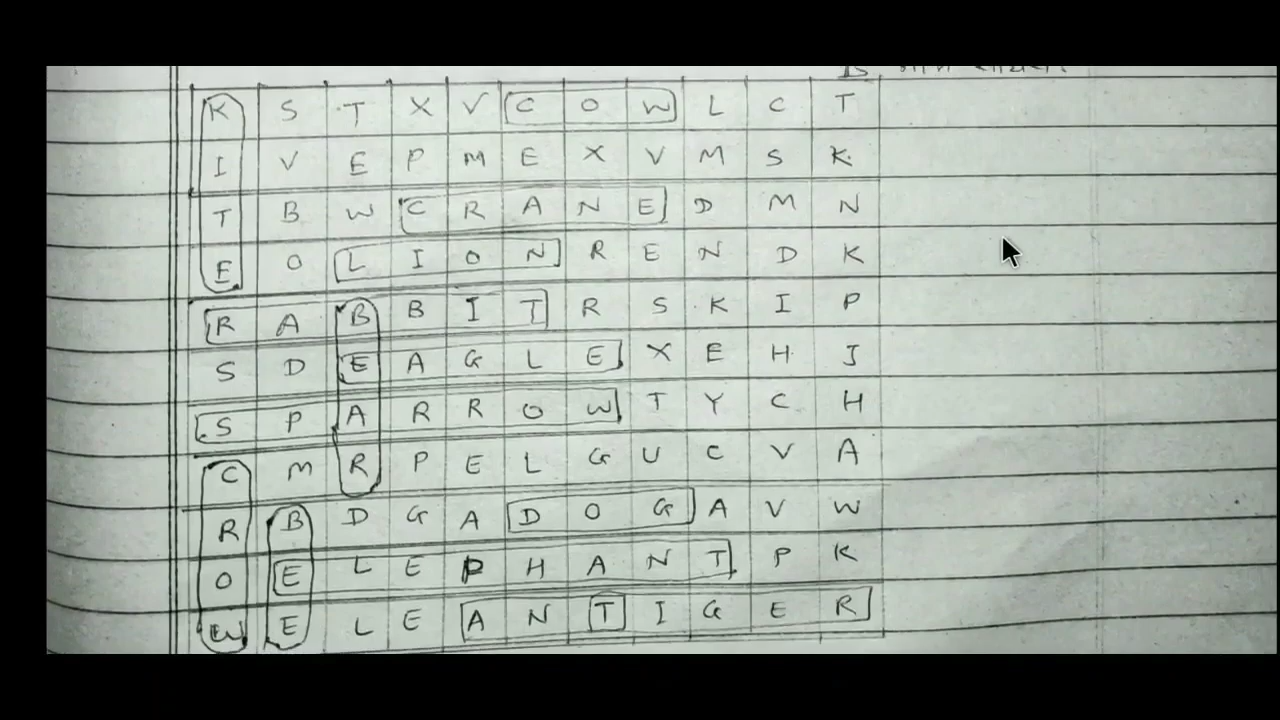 K S T X V C O W L C T
I V E P M E X V M S K
T B W C R A N E D M N
E O L I O N R E N D K
R A B B I T R S K I P
S D E A G L E X E H J
S P A R R O W T Y C H
C M R P E L G U C V A
R B D G A D O G A V W
O E L E P H A N T P K
W E L E A N T I G E R